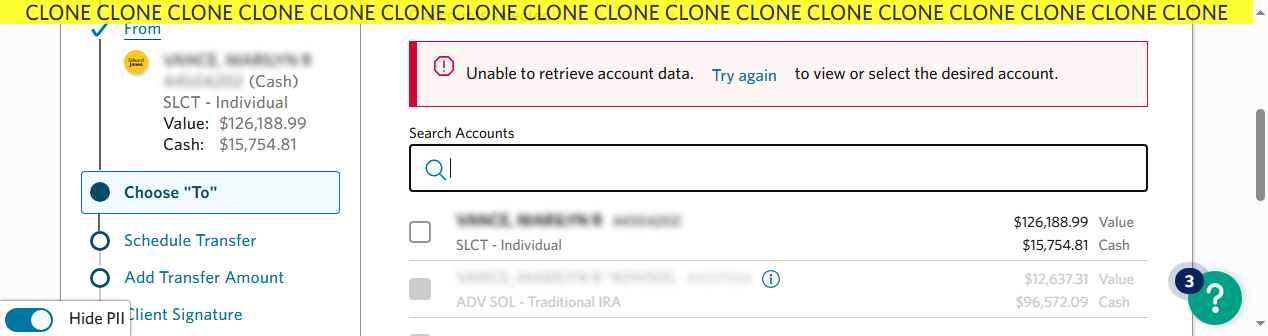 CLONE CLONE CLONE CLONE CLONE CLONE CLONE CLONE CLONE CLONE CLONE CLONE CLONE CLONE CLONE CLONE CLONE
From
Edward Jones
(Cash)
SLCT - Individual
Value: $126,188.99
Cash: $15,754.81
Choose "To"
Schedule Transfer
Add Transfer Amount
Client Signature
Hide PII
Unable to retrieve account data. Try again to view or select the desired account.
Search Accounts
$126,188.99 Value
SLCT - Individual $15,754.81 Cash
$12,637.31 Value
ADV SOL - Traditional IRA $96,572.09 Cash
3
?